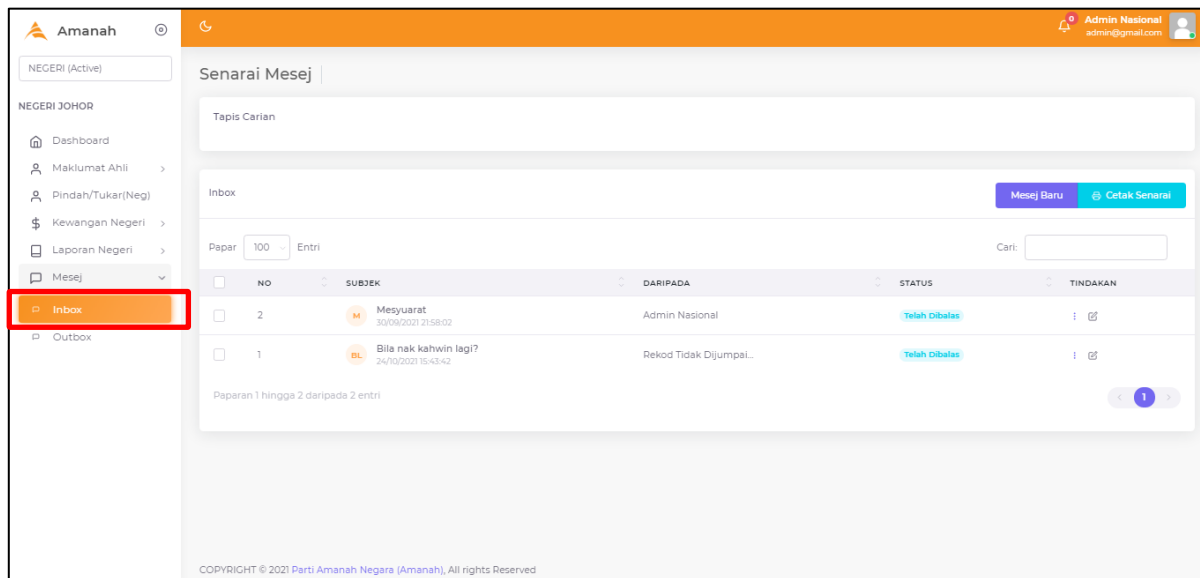 Amanah
0
Admin Nasional
admin@gmail.com
NEGERI (Active)
NEGERI JOHOR
Dashboard
Maklumat Ahli
Pindah/Tukar(Neg)
Kewangan Negeri
Laporan Negeri
Mesej
Inbox
Outbox
Senarai Mesej
Tapis Carian
Inbox
Mesej Baru
Cetak Senarai
Papar 100 Entri
Cari:
NO SUBJEK DARIPADA STATUS TINDAKAN
2 M Mesyuarat Admin Nasional Telah Dibalas
30/09/2021 21:58:02
1 BL Bila nak kahwin lagi? Rekod Tidak Dijumpai... Telah Dibalas
24/10/2021 15:43:42
Paparan 1 hingga 2 daripada 2 entri
1
COPYRIGHT © 2021 Parti Amanah Negara (Amanah), All rights Reserved